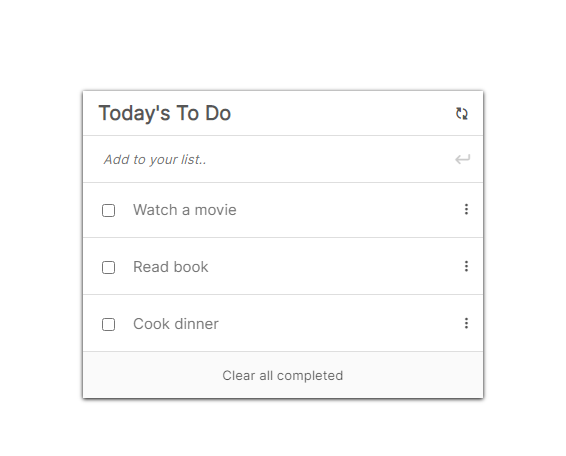 Today's To Do
Add to your list..
Watch a movie
Read book
Cook dinner
Clear all completed